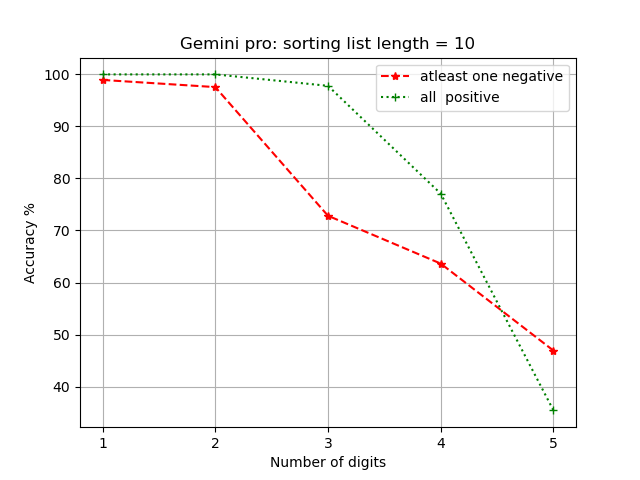 Gemini pro: sorting list length = 10
atleast one negative
all  positive
100
90
80
70
60
50
40
Accuracy %
1 2 3 4 5
Number of digits